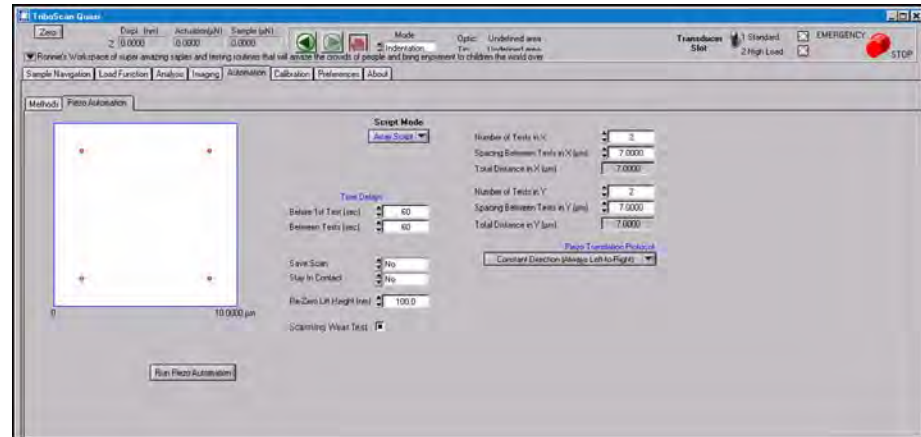 TriboScan Quasi
Zero
Displ. (nm) Actuation(µN) Sample (µN)
Z 0.0000 0.0000 0.0000
Mode
Indentation
Optic: Undefined area
Tip: Undefined area
Transducer Slot
1 Standard
2 High Load
EMERGENCY
STOP
Ronnie's Workspace of super amazing samples and testing routines that will amaze the crowds of people and bring enjoyment to children the world over
Sample Navigation Load Function Analysis Imaging Automation Calibration Preferences About
Methods Piezo Automation
Script Mode
Array Script
Time Delays
Before 1st Test (sec) 60
Between Tests (sec) 60
Save Scan No
Stay In Contact No
Re-Zero Lift Height (nm) 100.0
Scanning Wear Test
Number of Tests in X 2
Spacing Between Tests in X (µm) 7.0000
Total Distance in X (µm) 7.0000
Number of Tests in Y 2
Spacing Between Tests in Y (µm) 7.0000
Total Distance in Y (µm) 7.0000
Piezo Translation Protocol
Constant Direction (Always Left-to-Right)
0 10.0000 µm
Run Piezo Automation